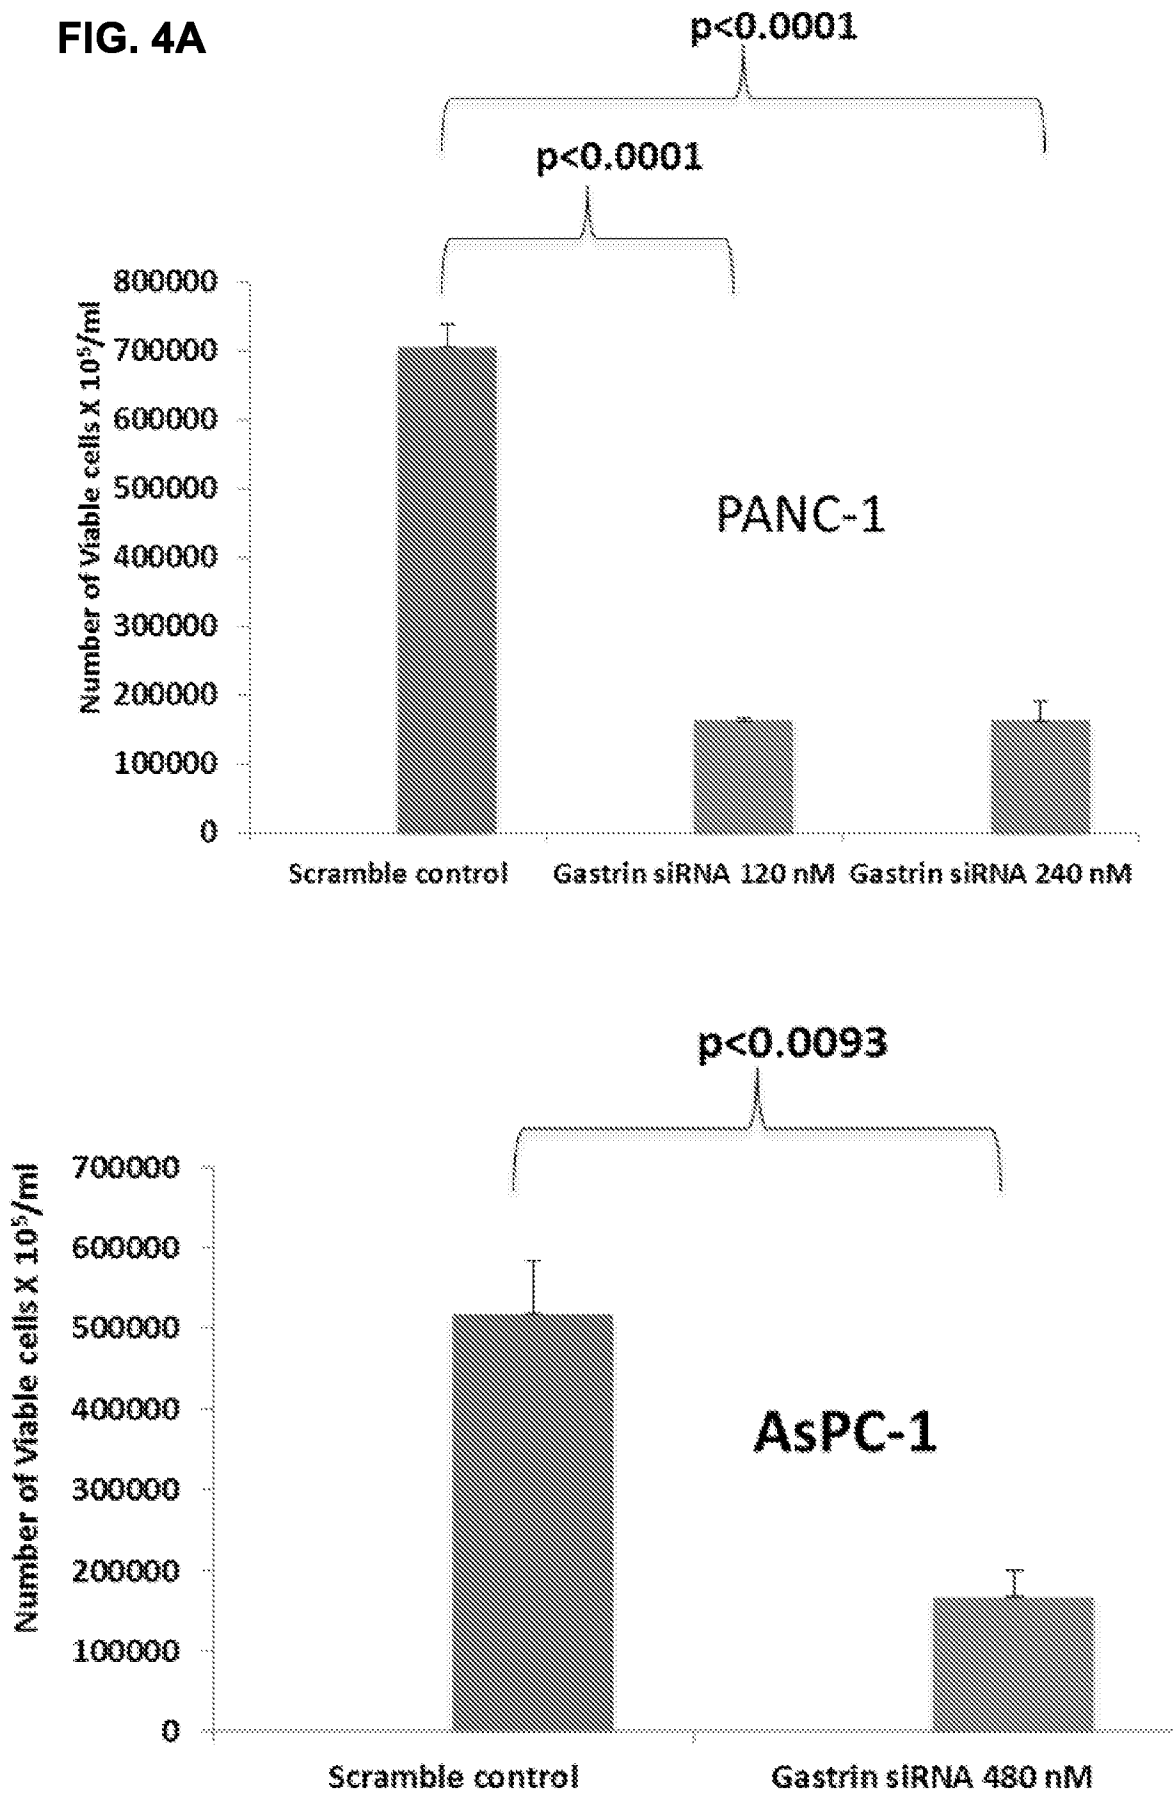 FIG. 4A
p<0.0001
p<0.0001
Number of Viable cells X 10⁵/ml
800000
700000
600000
500000
400000
300000
200000
100000
0
PANC-1
Scramble control
Gastrin siRNA 120 nM
Gastrin siRNA 240 nM
p<0.0093
Number of Viable cells X 10⁵/ml
700000
600000
500000
400000
300000
200000
100000
0
AsPC-1
Scramble control
Gastrin siRNA 480 nM